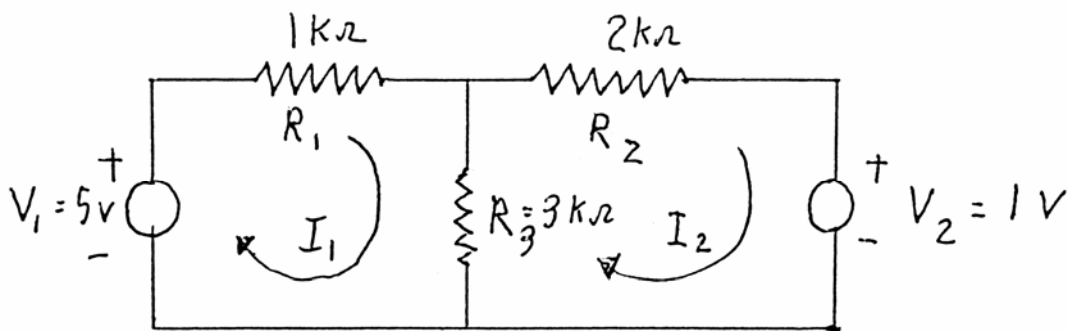 1kΩ
2kΩ
R1
R2
+
V1 = 5v
-
I1
R3=3kΩ
I2
+
V2 = 1 V
-